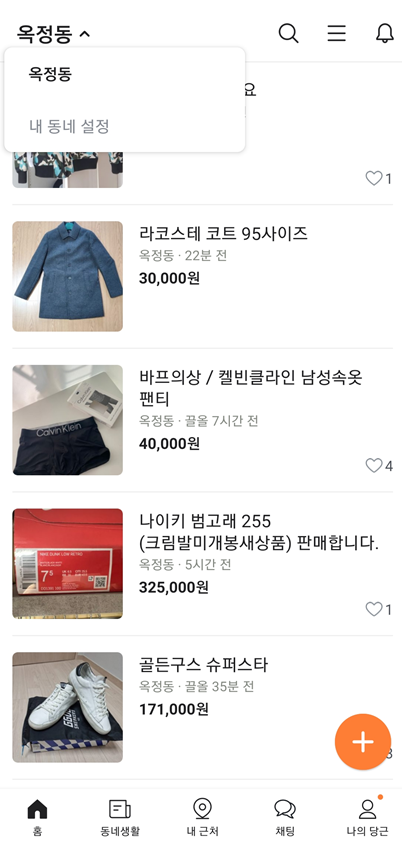 옥정동
옥정동
내 동네 설정
요
1
라코스테 코트 95사이즈
옥정동 · 22분 전
30,000원
바프의상 / 켈빈클라인 남성속옷
팬티
옥정동 · 끌올 7시간 전
40,000원
Calvin Klein
4
나이키 범고래 255
(크림발미개봉새상품) 판매합니다.
옥정동 · 5시간 전
325,000원
7.5
1
골든구스 슈퍼스타
옥정동 · 끌올 35분 전
171,000원
3
홈
동네생활
내 근처
채팅
나의 당근